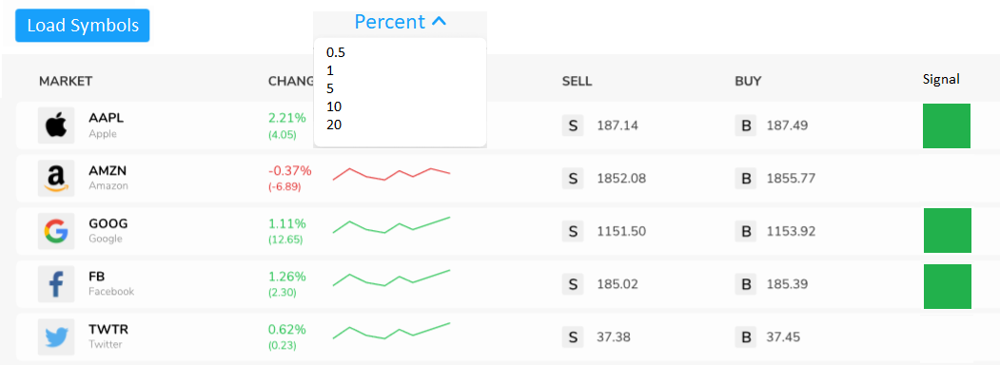 Load Symbols
Percent
0.5
1
5
10
20
MARKET CHANG SELL BUY Signal
AAPL
Apple
2.21%
(4.05)
S 187.14 B 187.49
AMZN
Amazon
-0.37%
(-6.89)
S 1852.08 B 1855.77
GOOG
Google
1.11%
(12.65)
S 1151.50 B 1153.92
FB
Facebook
1.26%
(2.30)
S 185.02 B 185.39
TWTR
Twitter
0.62%
(0.23)
S 37.38 B 37.45